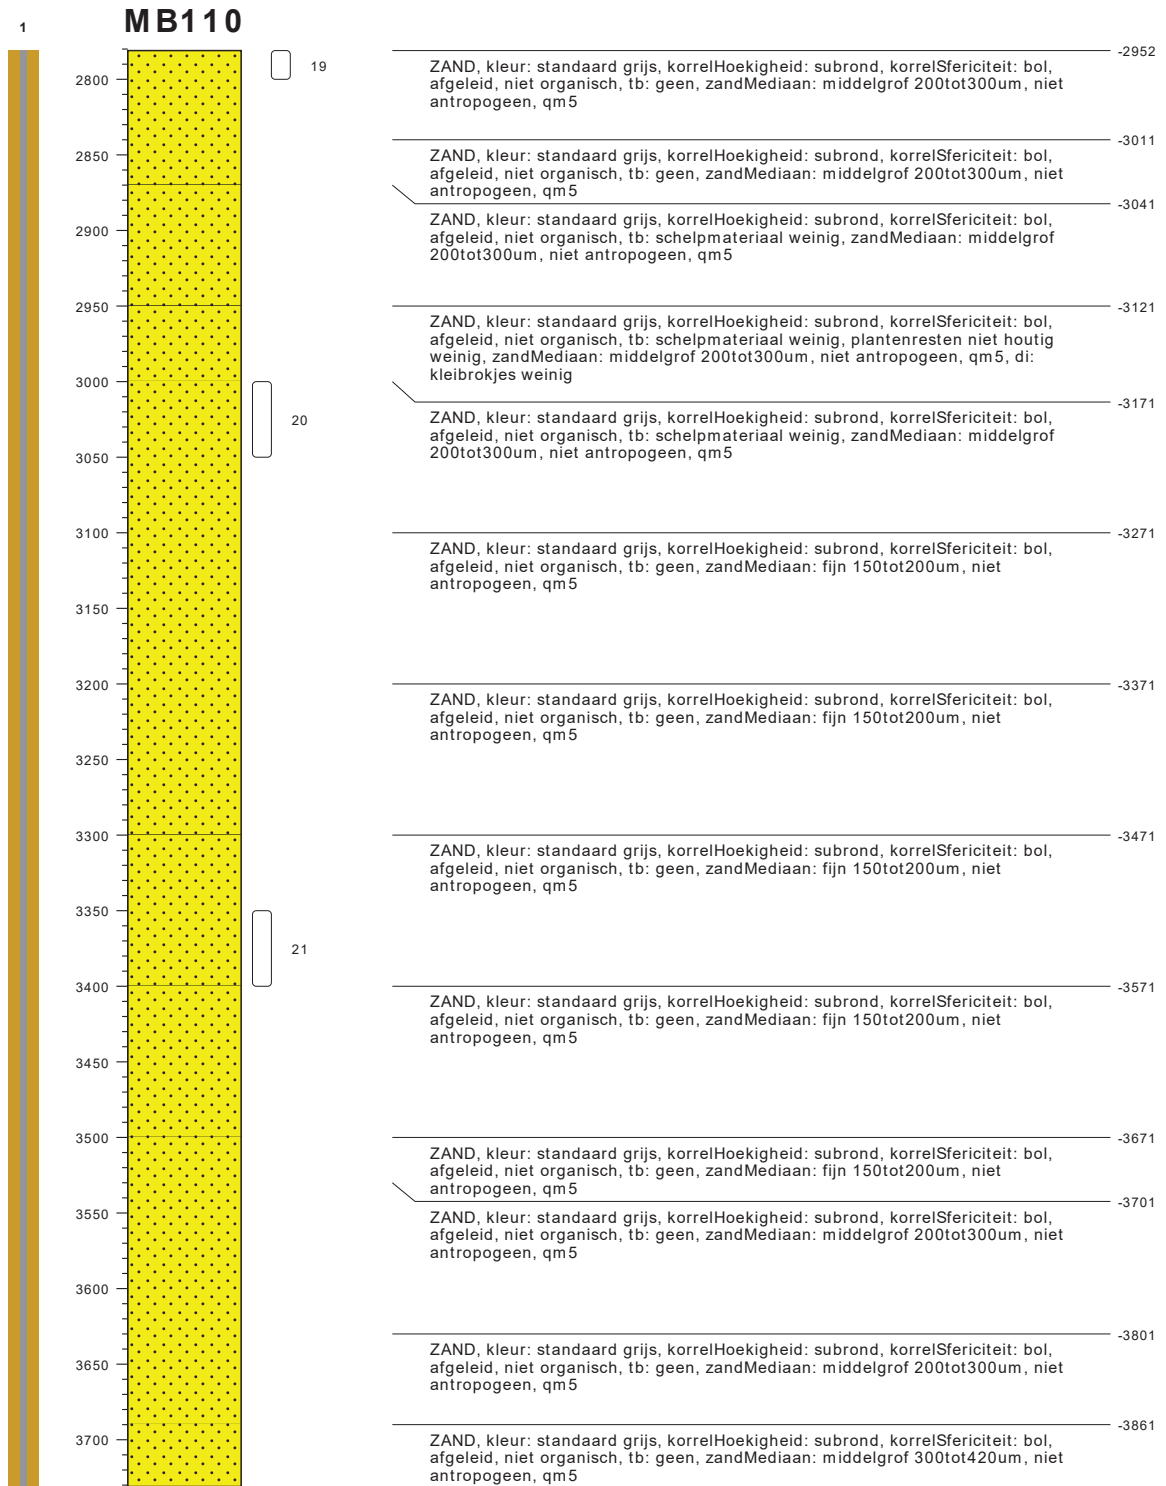 1
MB110
19
-2952
2800
ZAND, kleur: standaard grijs, korrelHoekigheid: subrond, korrelSfericiteit: bol,
afgeleid, niet organisch, tb: geen, zandMediaan: middelgrof 200tot300um, niet
antropogeen, qm5
-3011
2850
ZAND, kleur: standaard grijs, korrelHoekigheid: subrond, korrelSfericiteit: bol,
afgeleid, niet organisch, tb: geen, zandMediaan: middelgrof 200tot300um, niet
antropogeen, qm5
-3041
2900
ZAND, kleur: standaard grijs, korrelHoekigheid: subrond, korrelSfericiteit: bol,
afgeleid, niet organisch, tb: schelpmateriaal weinig, zandMediaan: middelgrof
200tot300um, niet antropogeen, qm5
2950
-3121
ZAND, kleur: standaard grijs, korrelHoekigheid: subrond, korrelSfericiteit: bol,
afgeleid, niet organisch, tb: schelpmateriaal weinig, plantenresten niet houtig
weinig, zandMediaan: middelgrof 200tot300um, niet antropogeen, qm5, di:
kleibrokjes weinig
3000
-3171
20
ZAND, kleur: standaard grijs, korrelHoekigheid: subrond, korrelSfericiteit: bol,
afgeleid, niet organisch, tb: schelpmateriaal weinig, zandMediaan: middelgrof
200tot300um, niet antropogeen, qm5
3050
3100
-3271
ZAND, kleur: standaard grijs, korrelHoekigheid: subrond, korrelSfericiteit: bol,
afgeleid, niet organisch, tb: geen, zandMediaan: fijn 150tot200um, niet
antropogeen, qm5
3150
3200
-3371
ZAND, kleur: standaard grijs, korrelHoekigheid: subrond, korrelSfericiteit: bol,
afgeleid, niet organisch, tb: geen, zandMediaan: fijn 150tot200um, niet
antropogeen, qm5
3250
3300
-3471
ZAND, kleur: standaard grijs, korrelHoekigheid: subrond, korrelSfericiteit: bol,
afgeleid, niet organisch, tb: geen, zandMediaan: fijn 150tot200um, niet
antropogeen, qm5
3350
21
3400
-3571
ZAND, kleur: standaard grijs, korrelHoekigheid: subrond, korrelSfericiteit: bol,
afgeleid, niet organisch, tb: geen, zandMediaan: fijn 150tot200um, niet
antropogeen, qm5
3450
3500
-3671
ZAND, kleur: standaard grijs, korrelHoekigheid: subrond, korrelSfericiteit: bol,
afgeleid, niet organisch, tb: geen, zandMediaan: fijn 150tot200um, niet
antropogeen, qm5
-3701
3550
ZAND, kleur: standaard grijs, korrelHoekigheid: subrond, korrelSfericiteit: bol,
afgeleid, niet organisch, tb: geen, zandMediaan: middelgrof 200tot300um, niet
antropogeen, qm5
3600
-3801
3650
ZAND, kleur: standaard grijs, korrelHoekigheid: subrond, korrelSfericiteit: bol,
afgeleid, niet organisch, tb: geen, zandMediaan: middelgrof 200tot300um, niet
antropogeen, qm5
-3861
3700
ZAND, kleur: standaard grijs, korrelHoekigheid: subrond, korrelSfericiteit: bol,
afgeleid, niet organisch, tb: geen, zandMediaan: middelgrof 300tot420um, niet
antropogeen, qm5